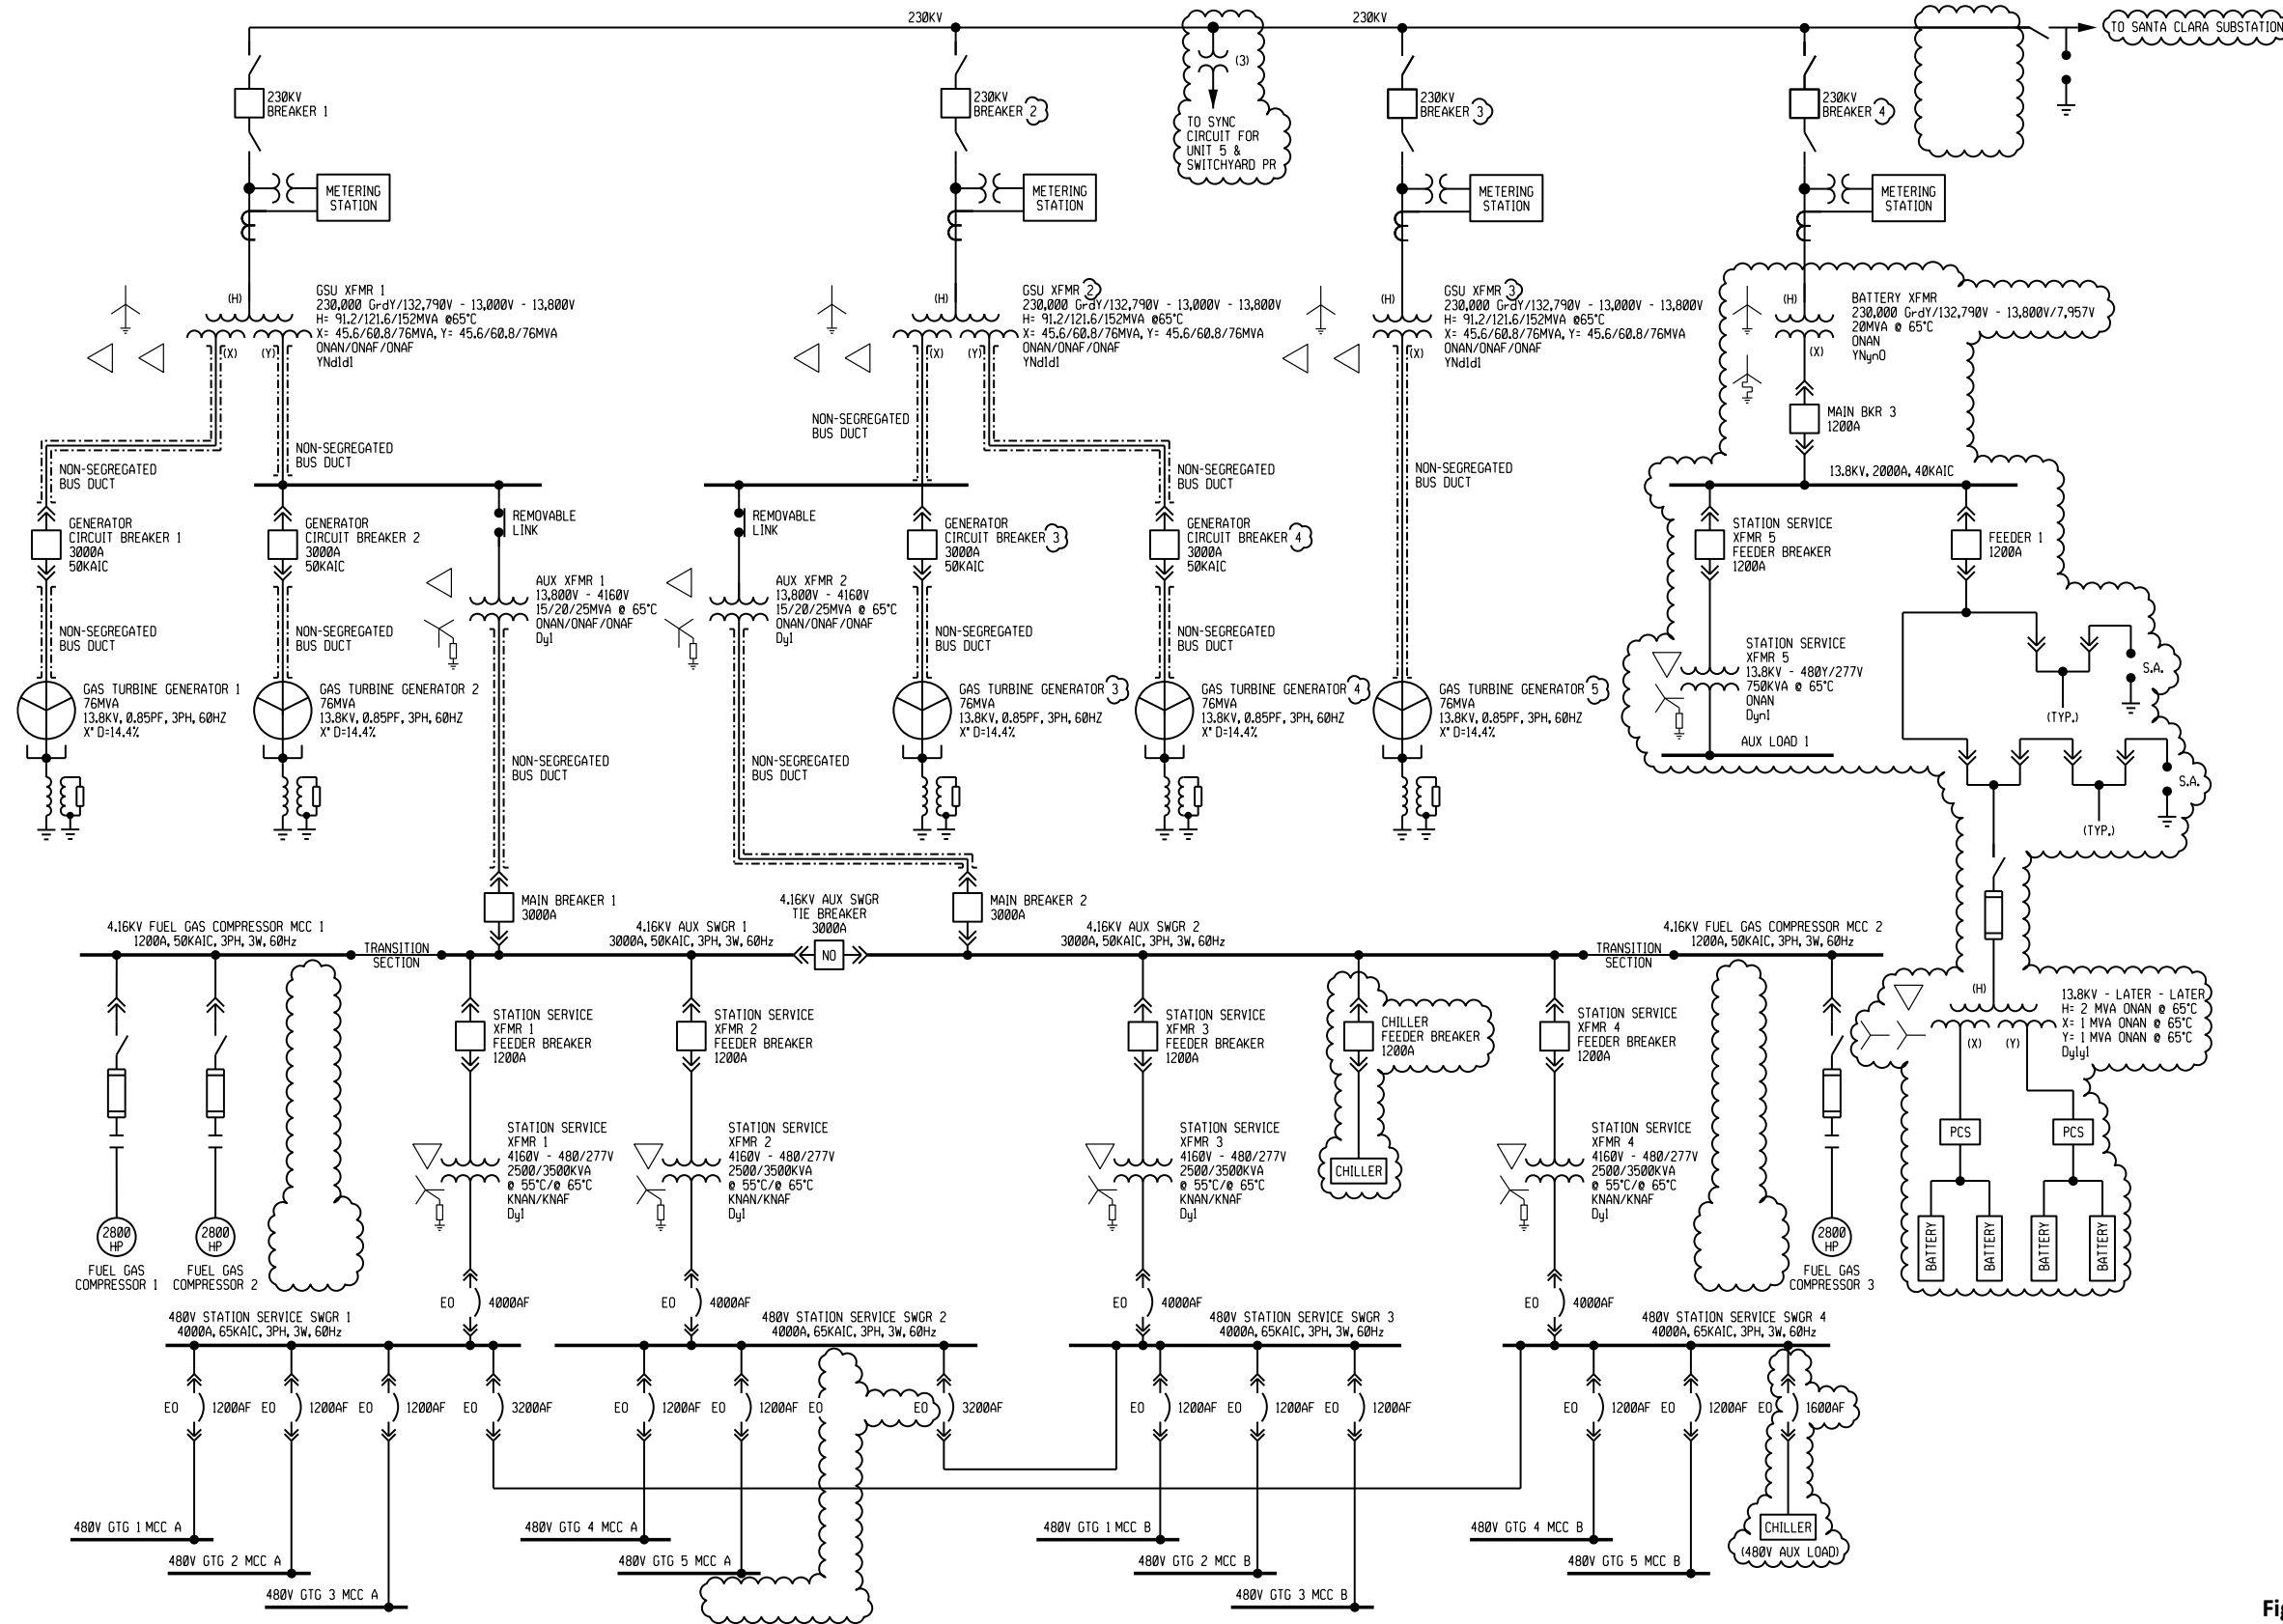 230KV
230KV
TO SANTA CLARA SUBSTATION
(3)
230KV
BREAKER 1
230KV
BREAKER 2
TO SYNC
CIRCUIT FOR
UNIT 5 &
SWITCHYARD PR
230KV
BREAKER 3
230KV
BREAKER 4
METERING
STATION
METERING
STATION
METERING
STATION
METERING
STATION
(H)
GSU XFMR 1
230,000 GrdY/132,790V - 13,000V - 13,800V
H= 91.2/121.6/152MVA @65°C
X= 45.6/60.8/76MVA, Y= 45.6/60.8/76MVA
ONAN/ONAF/ONAF
YNd1d1
(X)
(Y)
(H)
GSU XFMR 2
230,000 GrdY/132,790V - 13,000V - 13,800V
H= 91.2/121.6/152MVA @65°C
X= 45.6/60.8/76MVA, Y= 45.6/60.8/76MVA
ONAN/ONAF/ONAF
YNd1d1
(X)
(Y)
(H)
GSU XFMR 3
230,000 GrdY/132,790V - 13,000V - 13,800V
H= 91.2/121.6/152MVA @65°C
X= 45.6/60.8/76MVA, Y= 45.6/60.8/76MVA
ONAN/ONAF/ONAF
YNd1d1
(X)
(H)
BATTERY XFMR
230,000 GrdY/132,790V - 13,800V/7,957V
20MVA @ 65°C
ONAN
YNyn0
(X)
MAIN BKR 3
1200A
13.8KV, 2000A, 40KAIC
NON-SEGREGATED
BUS DUCT
NON-SEGREGATED
BUS DUCT
NON-SEGREGATED
BUS DUCT
NON-SEGREGATED
BUS DUCT
NON-SEGREGATED
BUS DUCT
GENERATOR
CIRCUIT BREAKER 1
3000A
50KAIC
GENERATOR
CIRCUIT BREAKER 2
3000A
50KAIC
REMOVABLE
LINK
REMOVABLE
LINK
GENERATOR
CIRCUIT BREAKER 3
3000A
50KAIC
GENERATOR
CIRCUIT BREAKER 4
3000A
50KAIC
STATION SERVICE
XFMR 5
FEEDER BREAKER
1200A
FEEDER 1
1200A
AUX XFMR 1
13,800V - 4160V
15/20/25MVA @ 65°C
ONAN/ONAF/ONAF
Dy1
AUX XFMR 2
13,800V - 4160V
15/20/25MVA @ 65°C
ONAN/ONAF/ONAF
Dy1
NON-SEGREGATED
BUS DUCT
NON-SEGREGATED
BUS DUCT
NON-SEGREGATED
BUS DUCT
NON-SEGREGATED
BUS DUCT
STATION SERVICE
XFMR 5
13.8KV - 480Y/277V
750KVA @ 65°C
ONAN
Dyn1
AUX LOAD 1
S.A.
(TYP.)
S.A.
(TYP.)
GAS TURBINE GENERATOR 1
76MVA
13.8KV, 0.85PF, 3PH, 60HZ
X"D=14.4%
GAS TURBINE GENERATOR 2
76MVA
13.8KV, 0.85PF, 3PH, 60HZ
X"D=14.4%
GAS TURBINE GENERATOR 3
76MVA
13.8KV, 0.85PF, 3PH, 60HZ
X"D=14.4%
GAS TURBINE GENERATOR 4
76MVA
13.8KV, 0.85PF, 3PH, 60HZ
X"D=14.4%
GAS TURBINE GENERATOR 5
76MVA
13.8KV, 0.85PF, 3PH, 60HZ
X"D=14.4%
NON-SEGREGATED
BUS DUCT
NON-SEGREGATED
BUS DUCT
MAIN BREAKER 1
3000A
4.16KV AUX SWGR
TIE BREAKER
3000A
MAIN BREAKER 2
3000A
4.16KV FUEL GAS COMPRESSOR MCC 1
1200A, 50KAIC, 3PH, 3W, 60Hz
TRANSITION
SECTION
4.16KV AUX SWGR 1
3000A, 50KAIC, 3PH, 3W, 60Hz
NO
4.16KV AUX SWGR 2
3000A, 50KAIC, 3PH, 3W, 60Hz
TRANSITION
SECTION
4.16KV FUEL GAS COMPRESSOR MCC 2
1200A, 50KAIC, 3PH, 3W, 60Hz
STATION SERVICE
XFMR 1
FEEDER BREAKER
1200A
STATION SERVICE
XFMR 2
FEEDER BREAKER
1200A
STATION SERVICE
XFMR 3
FEEDER BREAKER
1200A
CHILLER
FEEDER BREAKER
1200A
STATION SERVICE
XFMR 4
FEEDER BREAKER
1200A
(H)
13.8KV - LATER - LATER
H= 2 MVA ONAN @ 65°C
X= 1 MVA ONAN @ 65°C
Y= 1 MVA ONAN @ 65°C
Dy1y1
(X)
(Y)
STATION SERVICE
XFMR 1
4160V - 480/277V
2500/3500KVA
@ 55°C/@ 65°C
KNAN/KNAF
Dy1
STATION SERVICE
XFMR 2
4160V - 480/277V
2500/3500KVA
@ 55°C/@ 65°C
KNAN/KNAF
Dy1
STATION SERVICE
XFMR 3
4160V - 480/277V
2500/3500KVA
@ 55°C/@ 65°C
KNAN/KNAF
Dy1
CHILLER
STATION SERVICE
XFMR 4
4160V - 480/277V
2500/3500KVA
@ 55°C/@ 65°C
KNAN/KNAF
Dy1
PCS
PCS
BATTERY
BATTERY
BATTERY
BATTERY
2800
HP
FUEL GAS
COMPRESSOR 1
2800
HP
FUEL GAS
COMPRESSOR 2
2800
HP
FUEL GAS
COMPRESSOR 3
EO 4000AF
EO 4000AF
EO 4000AF
EO 4000AF
480V STATION SERVICE SWGR 1
4000A, 65KAIC, 3PH, 3W, 60Hz
480V STATION SERVICE SWGR 2
4000A, 65KAIC, 3PH, 3W, 60Hz
480V STATION SERVICE SWGR 3
4000A, 65KAIC, 3PH, 3W, 60Hz
480V STATION SERVICE SWGR 4
4000A, 65KAIC, 3PH, 3W, 60Hz
EO 1200AF EO 1200AF EO 1200AF EO 3200AF
EO 1200AF EO 1200AF EO EO 3200AF
EO 1200AF EO 1200AF EO 1200AF
EO 1200AF EO 1200AF EO 1600AF
480V GTG 1 MCC A
480V GTG 2 MCC A
480V GTG 3 MCC A
480V GTG 4 MCC A
480V GTG 5 MCC A
480V GTG 1 MCC B
480V GTG 2 MCC B
480V GTG 3 MCC B
480V GTG 4 MCC B
480V GTG 5 MCC B
CHILLER
(480V AUX LOAD)